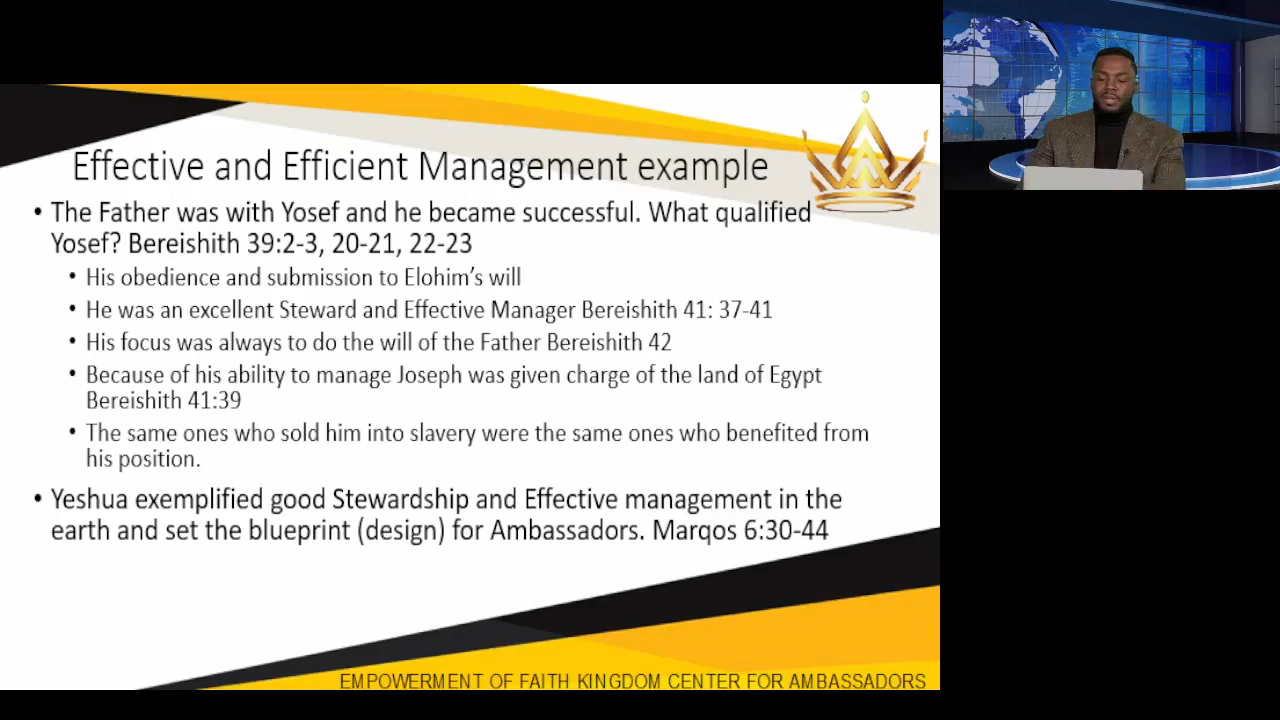 Effective and Efficient Management example
• The Father was with Yosef and he became successful. What qualified
Yosef? Bereishith 39:2-3, 20-21, 22-23
• His obedience and submission to Elohim's will
• He was an excellent Steward and Effective Manager Bereishith 41: 37-41
• His focus was always to do the will of the Father Bereishith 42
• Because of his ability to manage Joseph was given charge of the land of Egypt
Bereishith 41:39
• The same ones who sold him into slavery were the same ones who benefited from
his position.
• Yeshua exemplified good Stewardship and Effective management in the
earth and set the blueprint (design) for Ambassadors. Marqos 6:30-44
EMPOWERMENT OF FAITH KINGDOM CENTER FOR AMBASSADORS